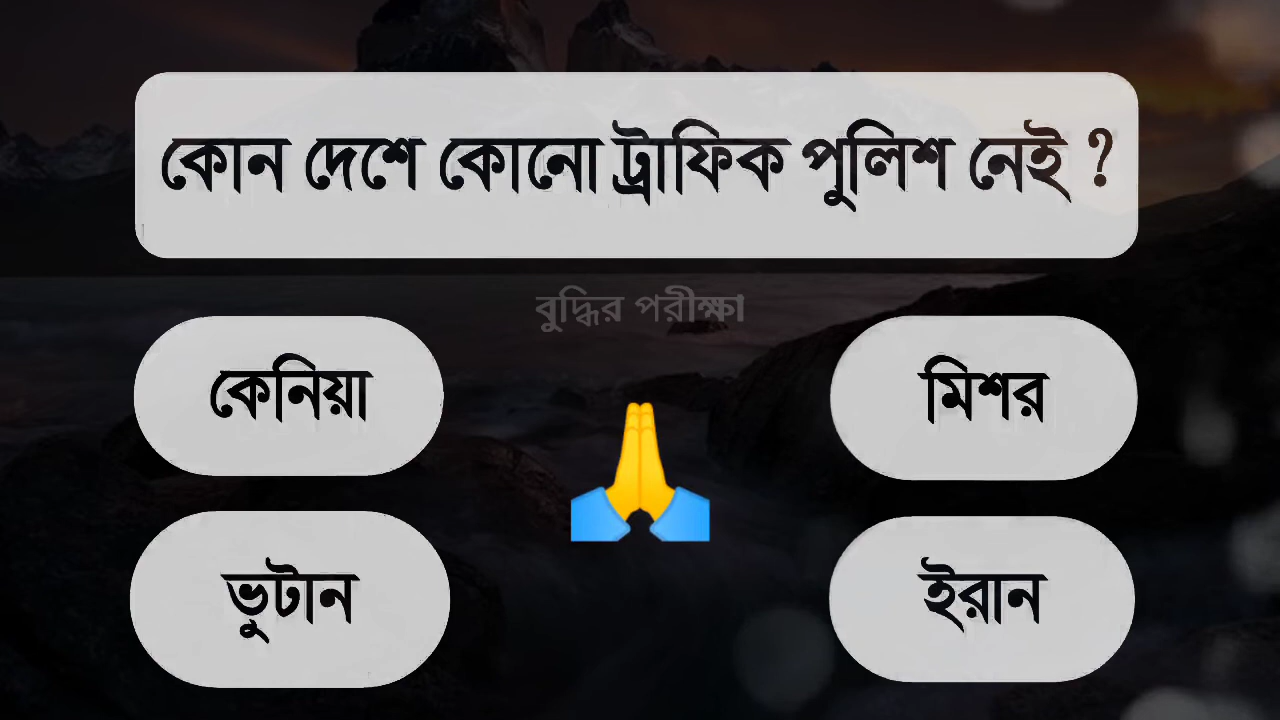 কোন দেশে কোনো ট্রাফিক পুলিশ নেই ?
বুদ্ধির পরীক্ষা
কেনিয়া
মিশর
ভুটান
ইরান